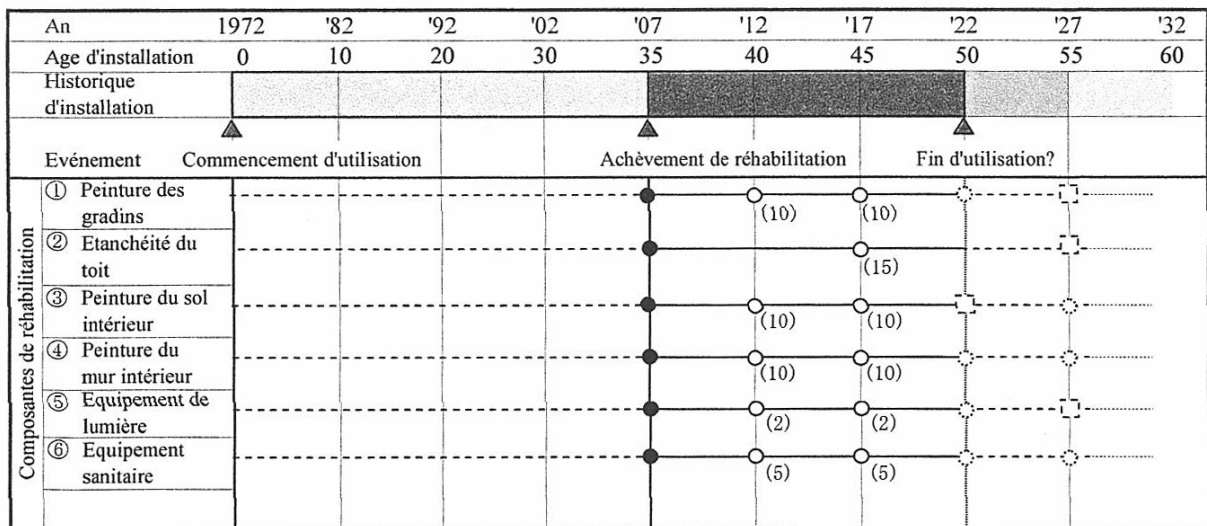 An 1972 '82 '92 '02 '07 '12 '17 '22 '27 '32
Age d'installation 0 10 20 30 35 40 45 50 55 60
Historique
d'installation
Evénement Commencement d'utilisation Achèvement de réhabilitation Fin d'utilisation?
Composantes de réhabilitation
① Peinture des
gradins (10) (10)
② Etanchéité du
toit (15)
③ Peinture du sol
intérieur (10) (10)
④ Peinture du
mur intérieur (10) (10)
⑤ Equipement de
lumière (2) (2)
⑥ Equipement
sanitaire (5) (5)